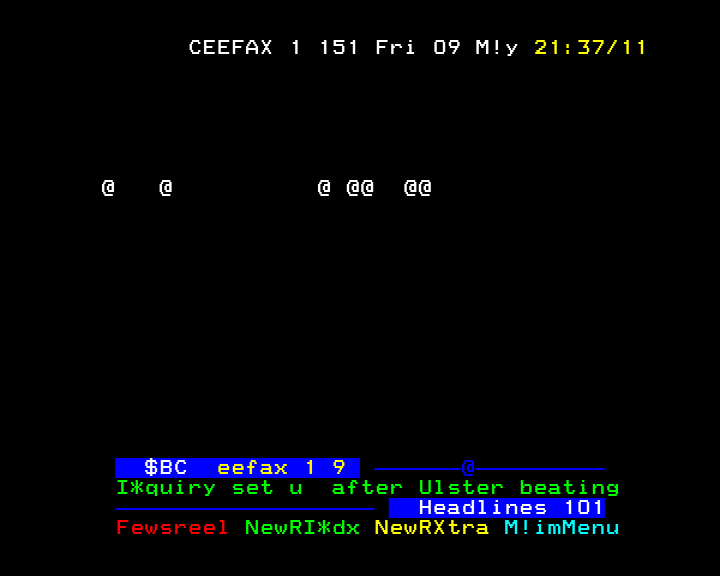 CEEFAX 1 151 Fri 09 M!y 21:37/11
@ @ @ @@ @@
$BC eefax 1 9 @
I*quiry set u after Ulster beating
Headlines 101
Fewsreel NewRI*dx NewRXtra M!imMenu